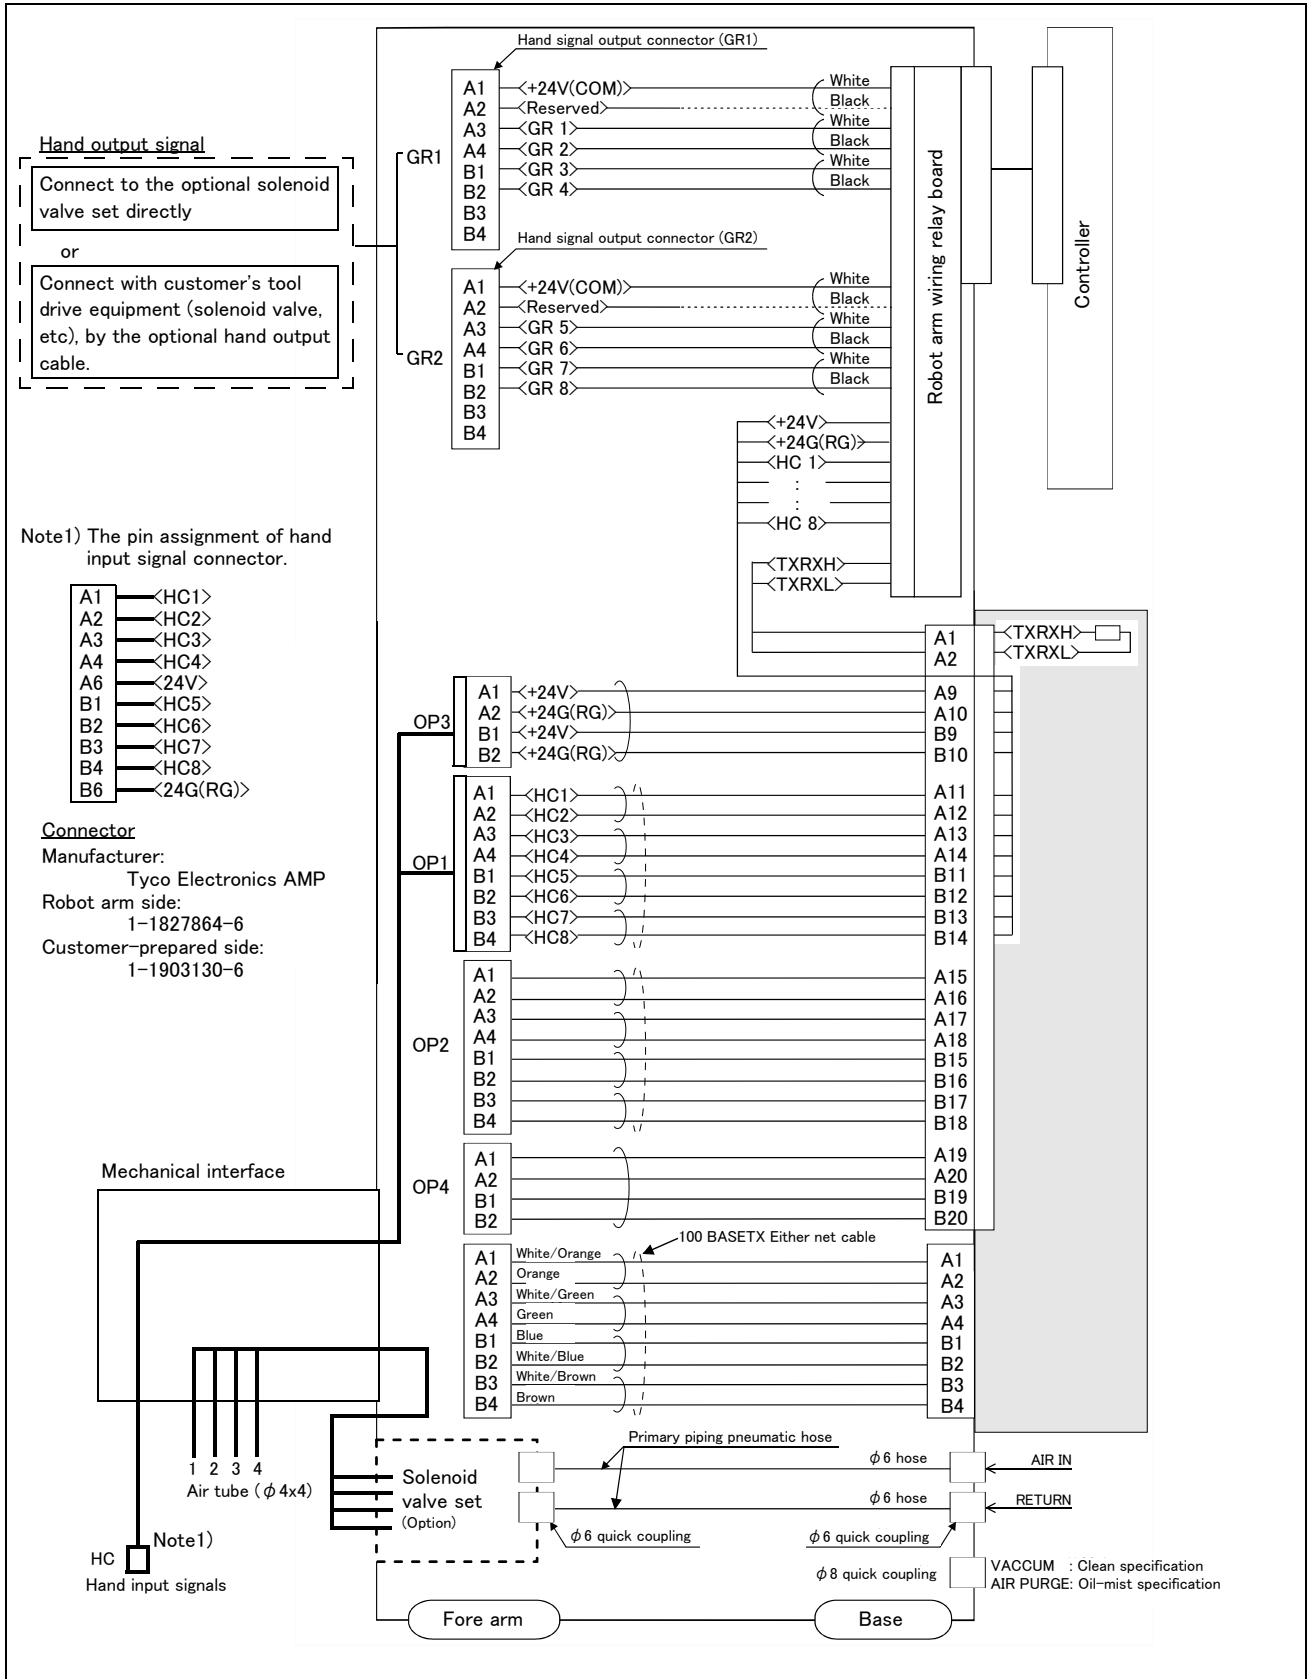 Hand signal output connector (GR1)
A1 <+24V(COM)> White
A2 <Reserved> Black
A3 <GR 1> White
A4 <GR 2> Black
B1 <GR 3> White
B2 <GR 4> Black
B3
B4
GR1
Hand output signal
Connect to the optional solenoid
valve set directly
or
Connect with customer's tool
drive equipment (solenoid valve,
etc), by the optional hand output
cable.
Hand signal output connector (GR2)
A1 <+24V(COM)> White
A2 <Reserved> Black
A3 <GR 5> White
A4 <GR 6> Black
B1 <GR 7> White
B2 <GR 8> Black
B3
B4
GR2
Robot arm wiring relay board
Controller
<+24V>
<+24G(RG)>
<HC 1>
:
:
<HC 8>
<TXRXH>
<TXRXL>
Note1) The pin assignment of hand
input signal connector.
A1 <HC1>
A2 <HC2>
A3 <HC3>
A4 <HC4>
A6 <24V>
B1 <HC5>
B2 <HC6>
B3 <HC7>
B4 <HC8>
B6 <24G(RG)>
Connector
Manufacturer:
Tyco Electronics AMP
Robot arm side:
1-1827864-6
Customer-prepared side:
1-1903130-6
A1 <TXRXH>
A2 <TXRXL>
OP3
A1 <+24V> A9
A2 <+24G(RG)> A10
B1 <+24V> B9
B2 <+24G(RG)> B10
OP1
A1 <HC1> A11
A2 <HC2> A12
A3 <HC3> A13
A4 <HC4> A14
B1 <HC5> B11
B2 <HC6> B12
B3 <HC7> B13
B4 <HC8> B14
OP2
A1 A15
A2 A16
A3 A17
A4 A18
B1 B15
B2 B16
B3 B17
B4 B18
OP4
A1 A19
A2 A20
B1 B19
B2 B20
Mechanical interface
100 BASETX Either net cable
A1 White/Orange A1
A2 Orange A2
A3 White/Green A3
A4 Green A4
B1 Blue B1
B2 White/Blue B2
B3 White/Brown B3
B4 Brown B4
1 2 3 4
Air tube (φ4x4)
Solenoid
valve set
(Option)
Primary piping pneumatic hose
φ6 hose AIR IN
φ6 hose RETURN
φ6 quick coupling φ6 quick coupling
φ8 quick coupling
VACCUM : Clean specification
AIR PURGE: Oil-mist specification
Note1)
HC
Hand input signals
Fore arm Base